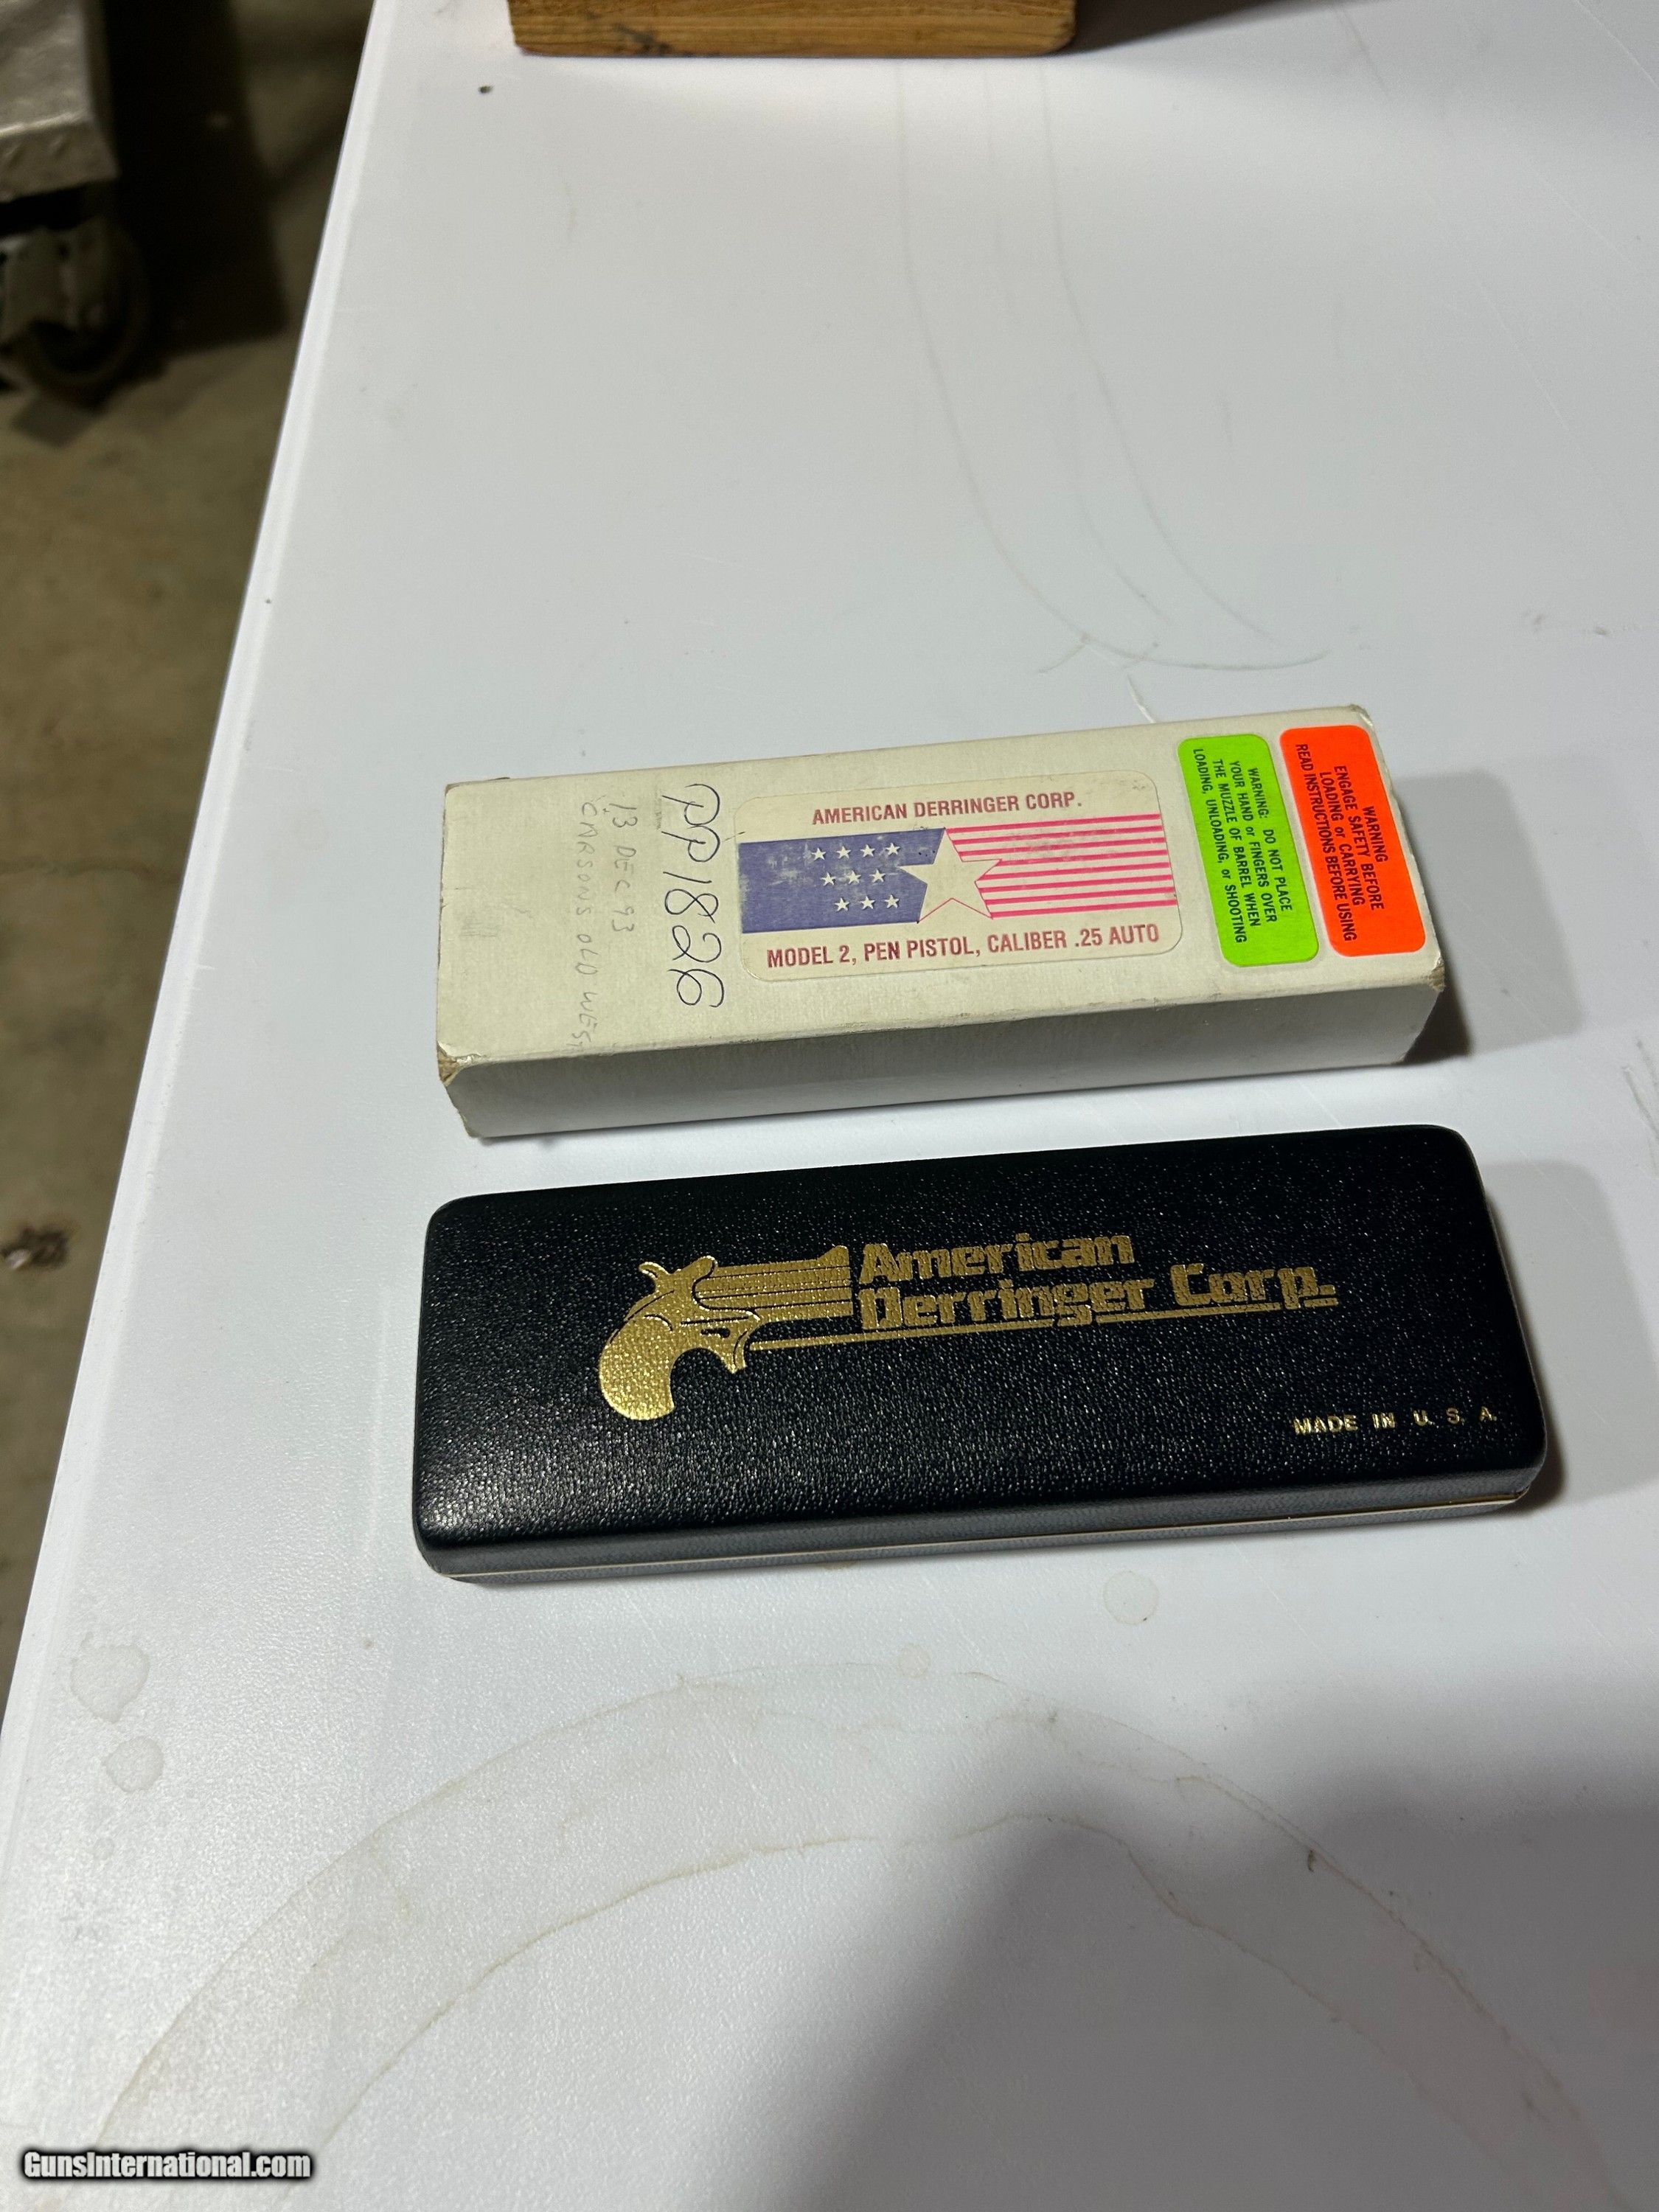 AMERICAN DERRINGER CORP.
MODEL 2, PEN PISTOL, CALIBER .25 AUTO
PP1826
13 DEC 93
CARSONS OLD WEST
WARNING: DO NOT PLACE
YOUR HAND or FINGERS OVER
THE MUZZLE OF BARREL WHEN
LOADING, UNLOADING, or SHOOTING
WARNING
ENGAGE SAFETY BEFORE
LOADING or CARRYING
READ INSTRUCTIONS BEFORE USING
American
Derringer Corp.
MADE IN U. S. A.
GunsInternational.com